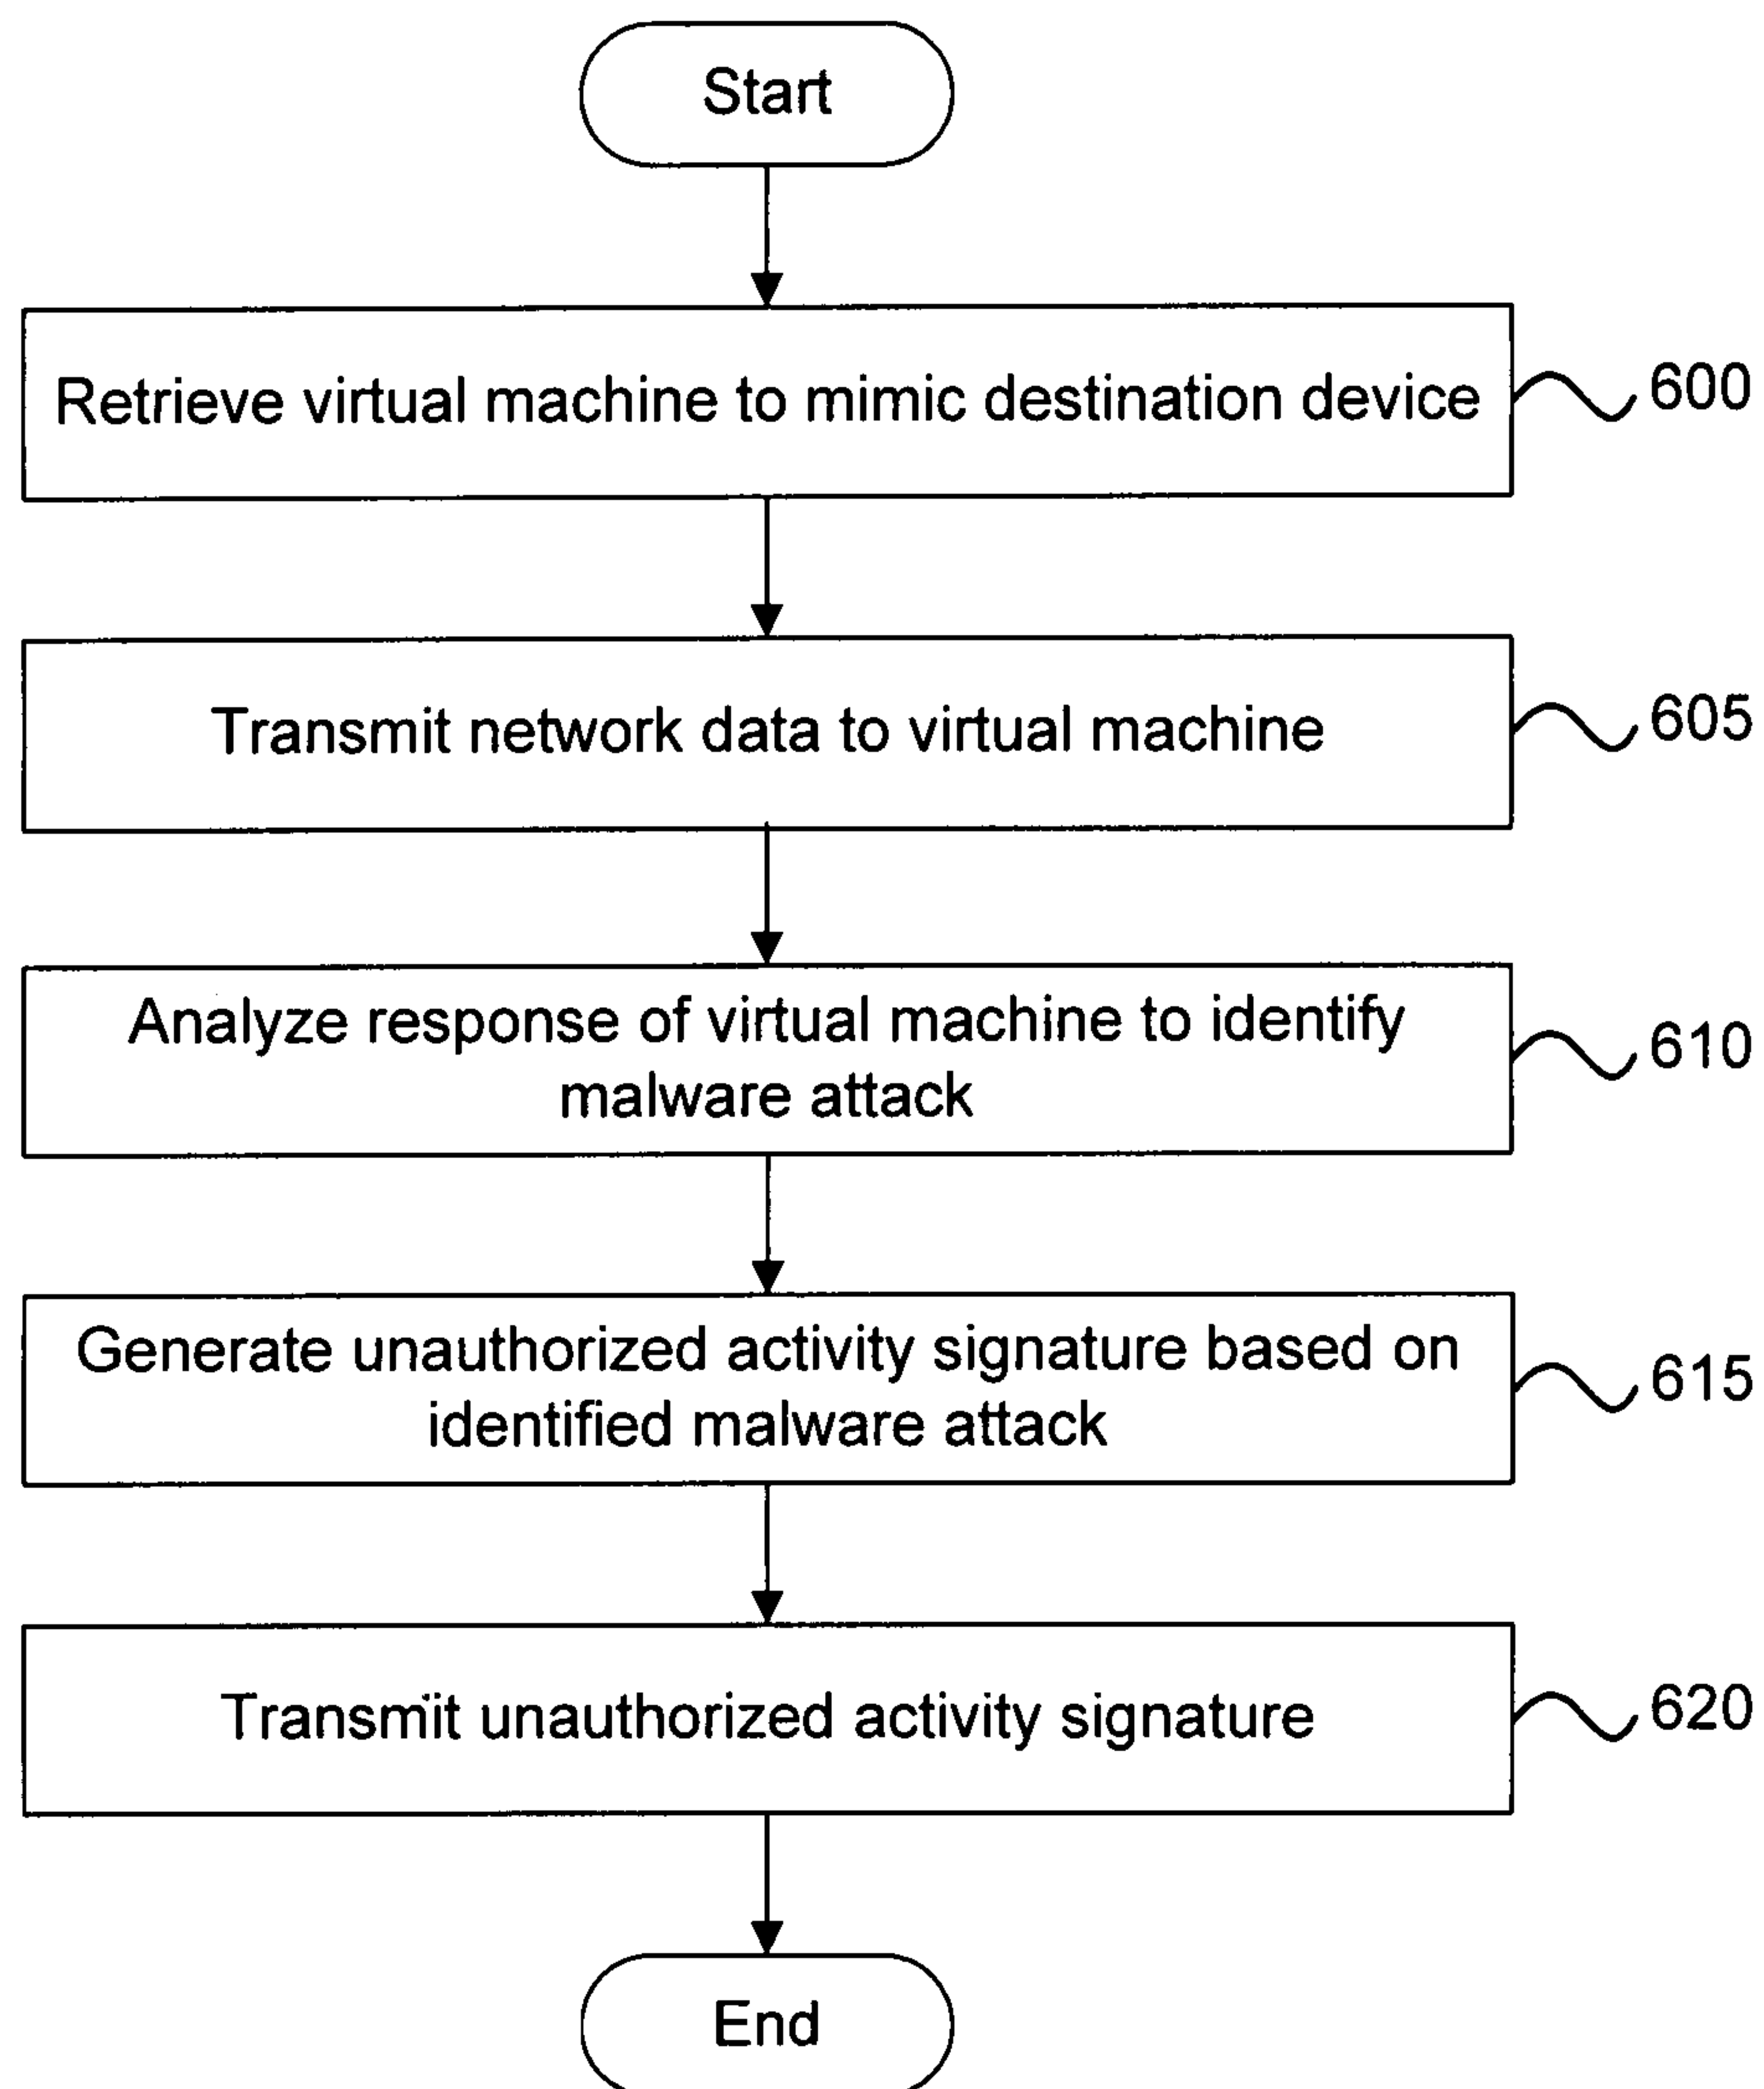 Start
Retrieve virtual machine to mimic destination device
600
Transmit network data to virtual machine
605
Analyze response of virtual machine to identify
malware attack
610
Generate unauthorized activity signature based on
identified malware attack
615
Transmit unauthorized activity signature
620
End